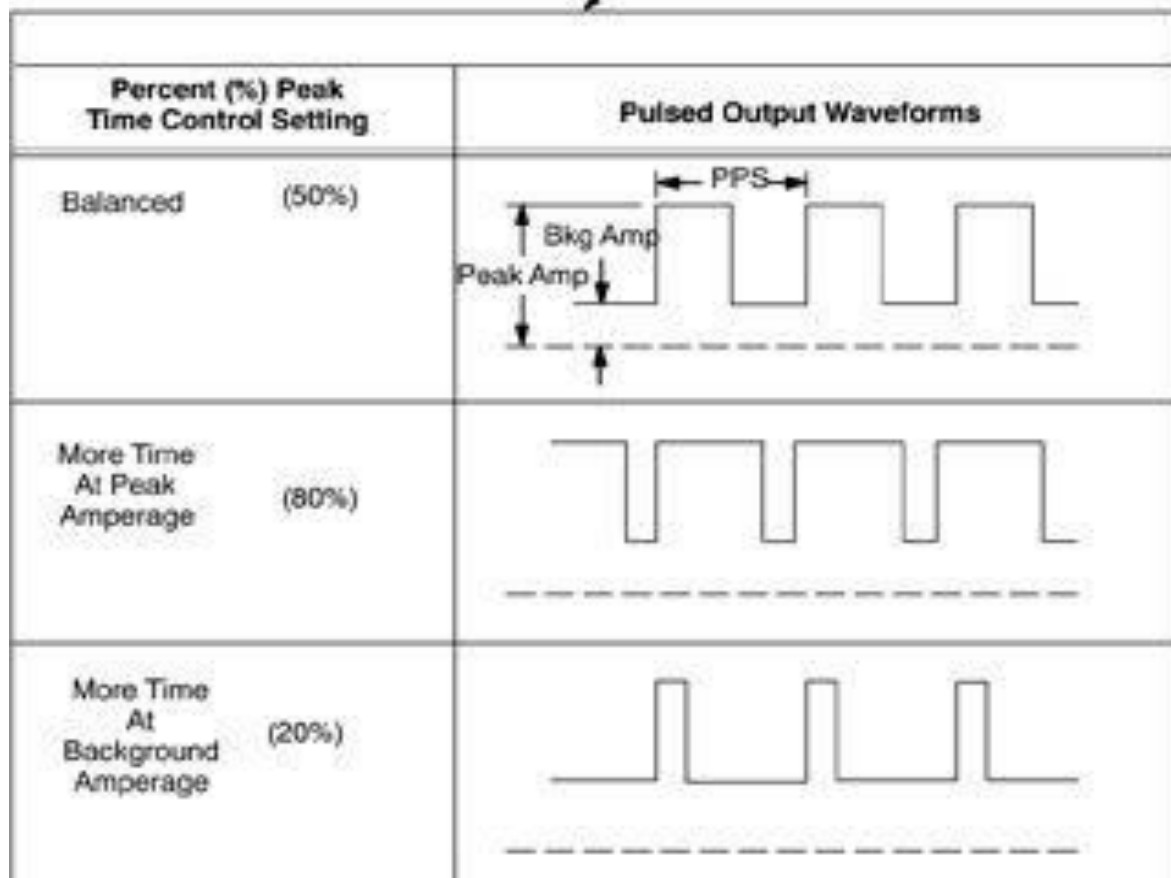 Percent (%) Peak
Time Control Setting
Pulsed Output Waveforms
Balanced (50%)
PPS
Bkg Amp
Peak Amp
More Time
At Peak
Amperage
(80%)
More Time
At
Background
Amperage
(20%)